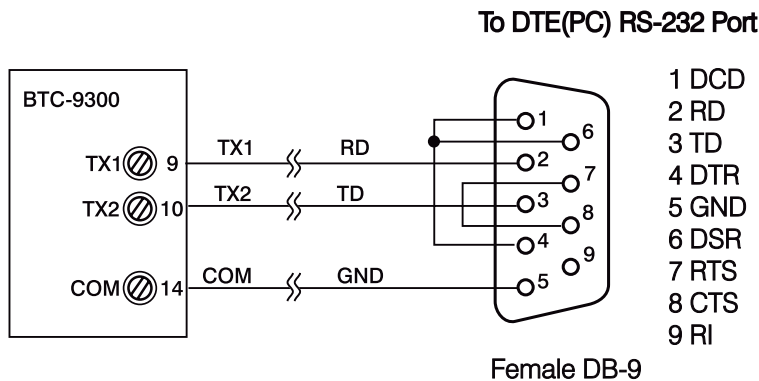 To DTE(PC) RS-232 Port
BTC-9300
TX1 9 TX1 RD
TX2 10 TX2 TD
COM 14 COM GND
1
6
2
7
3
8
4
9
5
1 DCD
2 RD
3 TD
4 DTR
5 GND
6 DSR
7 RTS
8 CTS
9 RI
Female DB-9